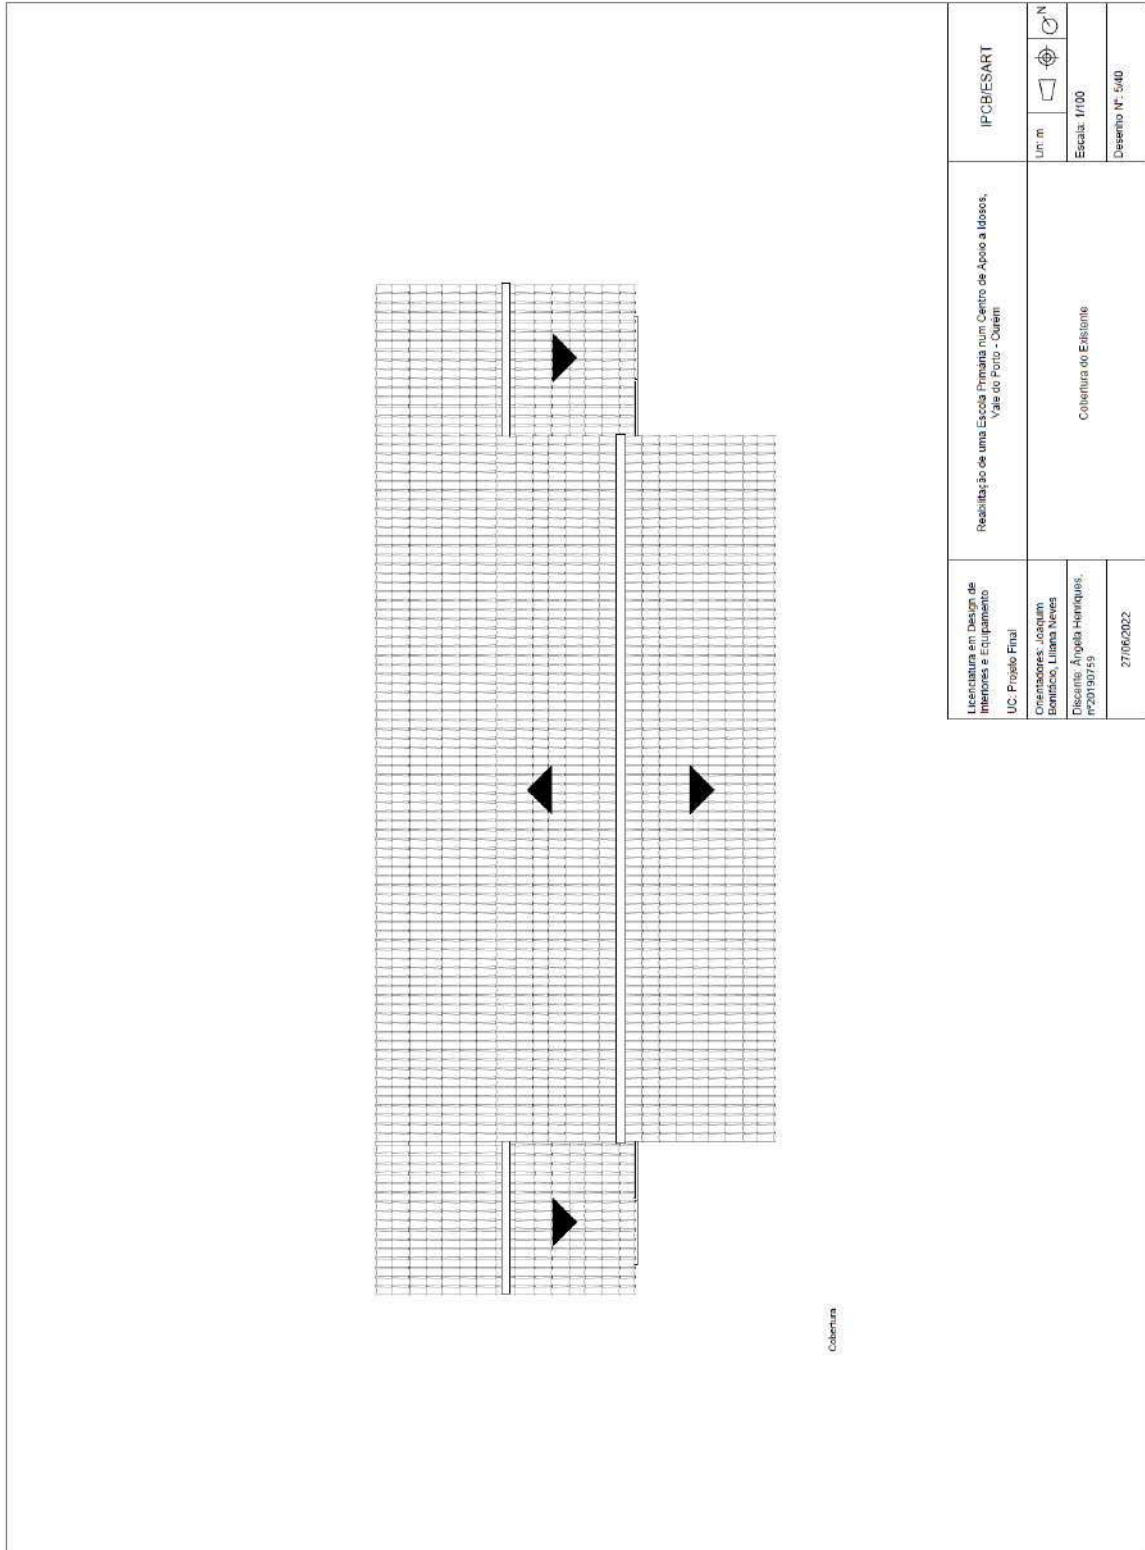 Cobertura
Licenciatura em Design de
Interiores e Equipamento
UC: Projeto Final
Reabilitação de uma Escola Primária num Centro de Apoio a Idosos,
Vale do Porto - Ourém
IPCB/ESART
Orientadores: Joaquim
Bonifácio, Liliana Neves
Discente: Ângela Henriques,
nº20190759
27/06/2022
Cobertura do Existente
Un: m
N
Escala: 1/100
Desenho Nº: 5/40